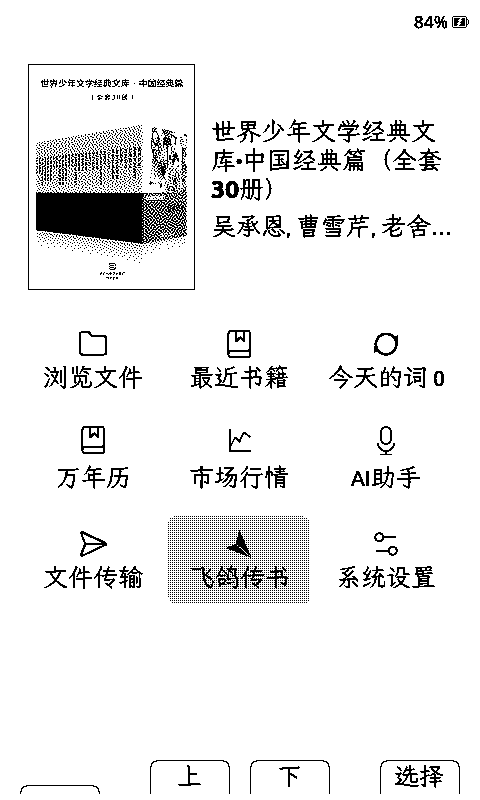 84%
世界少年文学经典文库·中国经典篇
（全套30册）
世界少年文学经典文
库·中国经典篇（全套
30册）
吴承恩, 曹雪芹, 老舍...
浏览文件
最近书籍
今天的词 0
万年历
市场行情
AI助手
文件传输
飞鸽传书
系统设置
上
下
选择